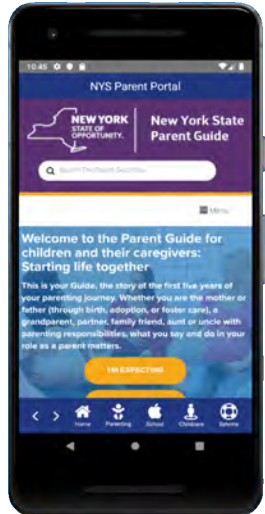 10:45
NYS Parent Portal
NEW YORK
STATE OF
OPPORTUNITY.
New York State
Parent Guide
Menu
Welcome to the Parent Guide for
children and their caregivers:
Starting life together
This is your Guide, the story of the first five years of
your parenting journey. Whether you are the mother or
father (through birth, adoption, or foster care), a
grandparent, partner, family friend, aunt or uncle with
parenting responsibilities, what you say and do in your
role as a parent matters.
I'M EXPECTING
Home Parenting School Childcare